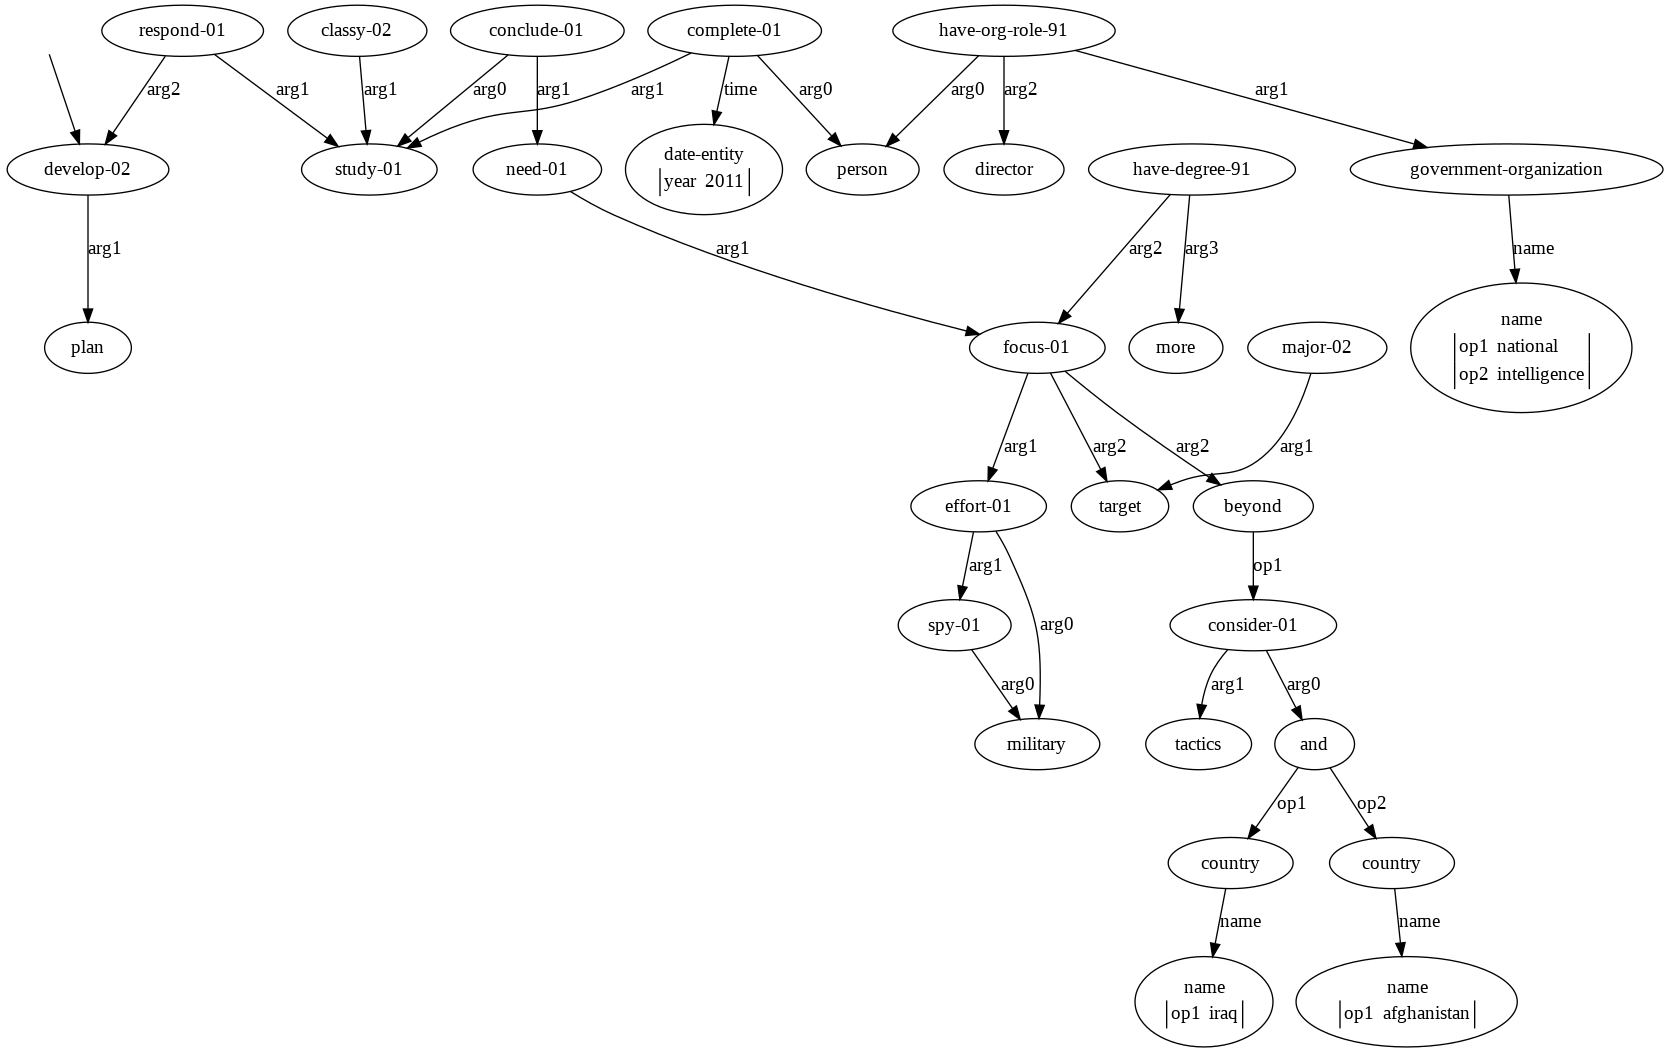 respond-01 classy-02 conclude-01 complete-01 have-org-role-91
arg2 arg1 arg1 arg0 arg1 arg1 time arg0 arg0 arg2 arg1
develop-02 study-01 need-01 date-entity person director have-degree-91 government-organization
year 2011
arg1 arg1 arg2 arg3 name
plan focus-01 more major-02 name
op1 national
op2 intelligence
arg1 arg2 arg2 arg1
effort-01 target beyond
arg1 op1
spy-01 arg0 consider-01
arg0 arg1 arg0
military tactics and
op1 op2
country country
name name
name name
op1 iraq op1 afghanistan